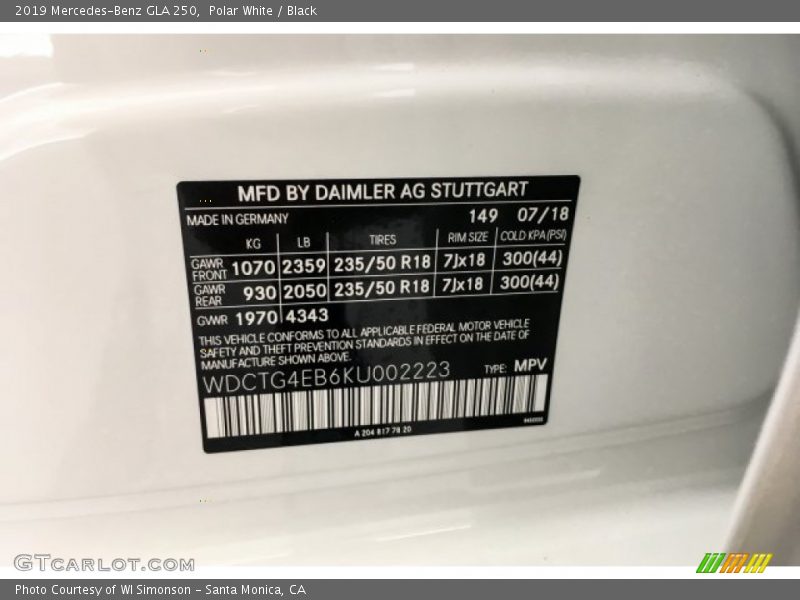 2019 Mercedes-Benz GLA 250,  Polar White / Black
MFD BY DAIMLER AG STUTTGART
MADE IN GERMANY 149 07/18
KG LB TIRES RIM SIZE COLD KPA(PSI)
GAWR FRONT 1070 2359 235/50 R18 7Jx18 300(44)
GAWR REAR 930 2050 235/50 R18 7Jx18 300(44)
GVWR 1970 4343
THIS VEHICLE CONFORMS TO ALL APPLICABLE FEDERAL MOTOR VEHICLE
SAFETY AND THEFT PREVENTION STANDARDS IN EFFECT ON THE DATE OF
MANUFACTURE SHOWN ABOVE.
WDCTG4EB6KU002223 TYPE: MPV
A 204 817 78 20
GTCARLOT.COM
Photo Courtesy of WI Simonson - Santa Monica, CA